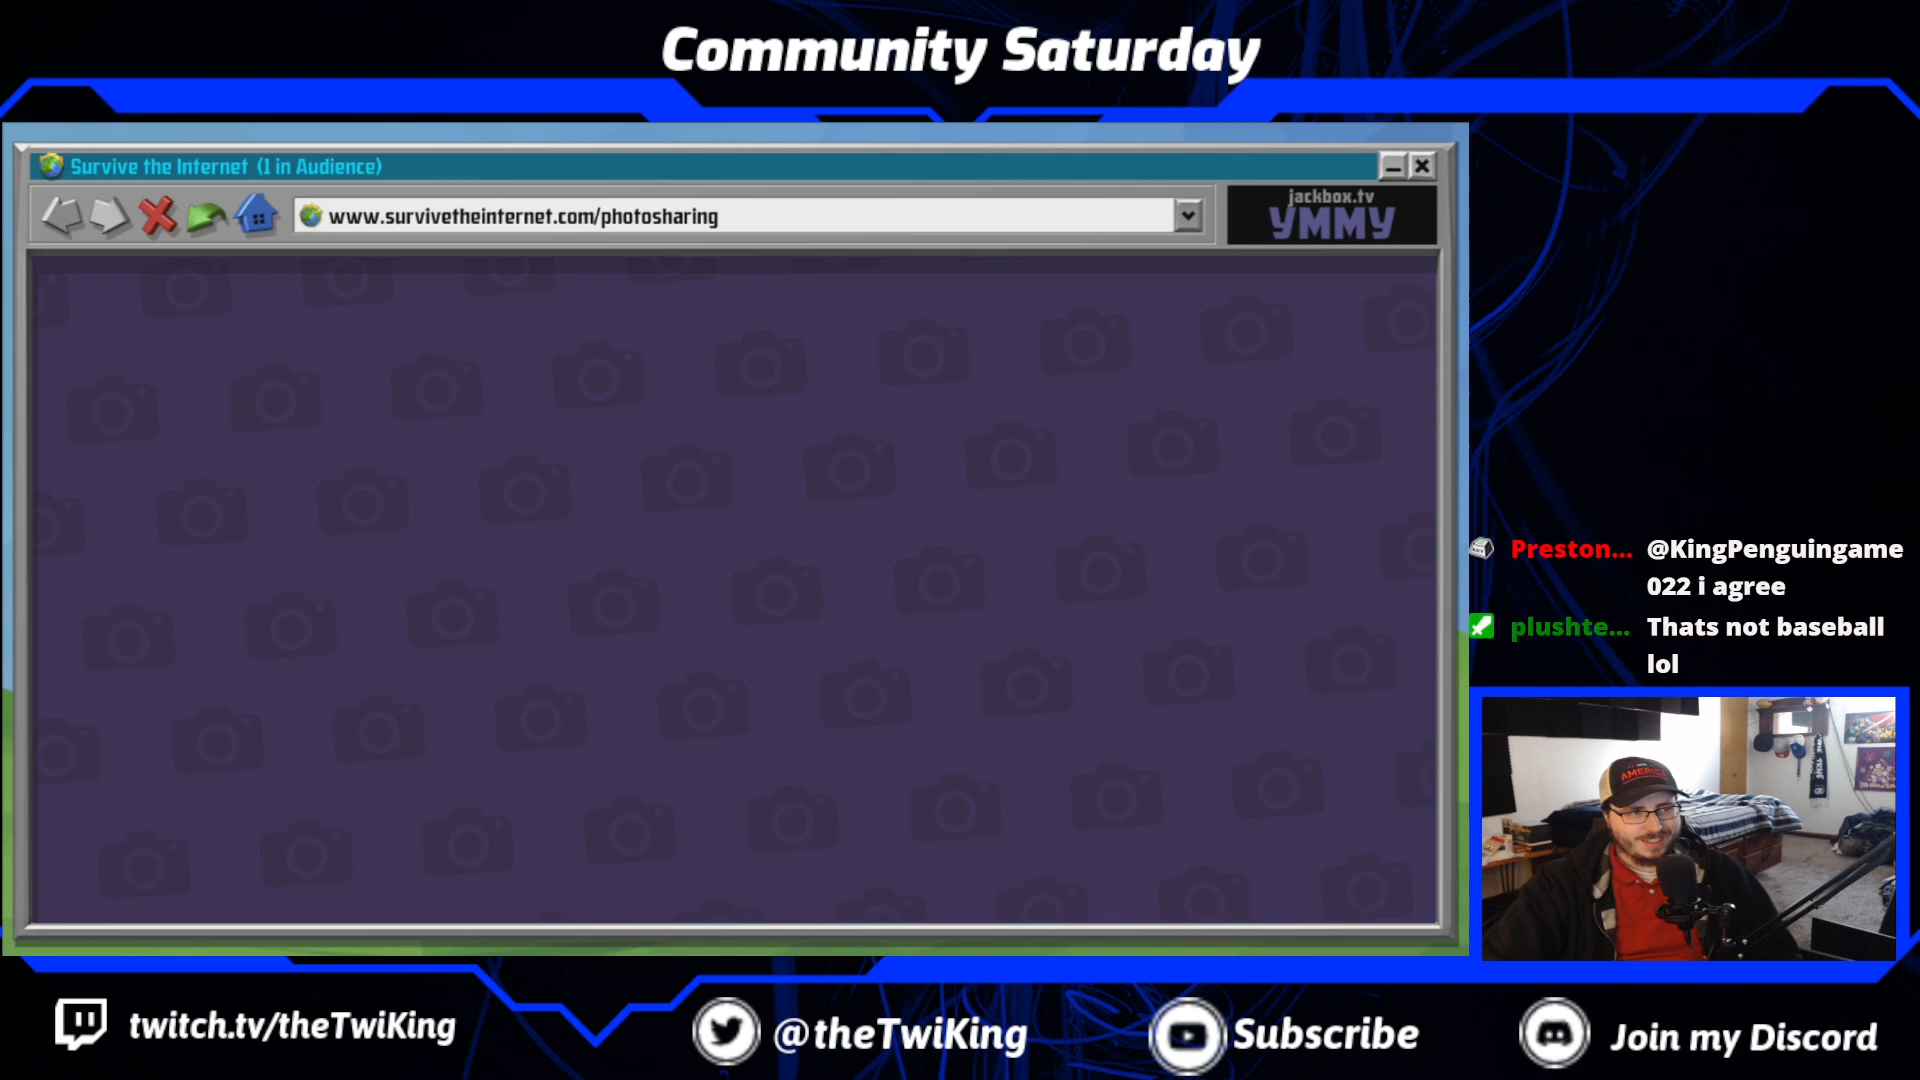 Community Saturday
Survive the Internet (1 in Audience)
www.survivetheinternet.com/photosharing
jackbox.tv
YMMY
Preston... @KingPenguingame
022 i agree
plushte... Thats not baseball
lol
AMERICA
twitch.tv/theTwiKing
@theTwiKing
Subscribe
Join my Discord